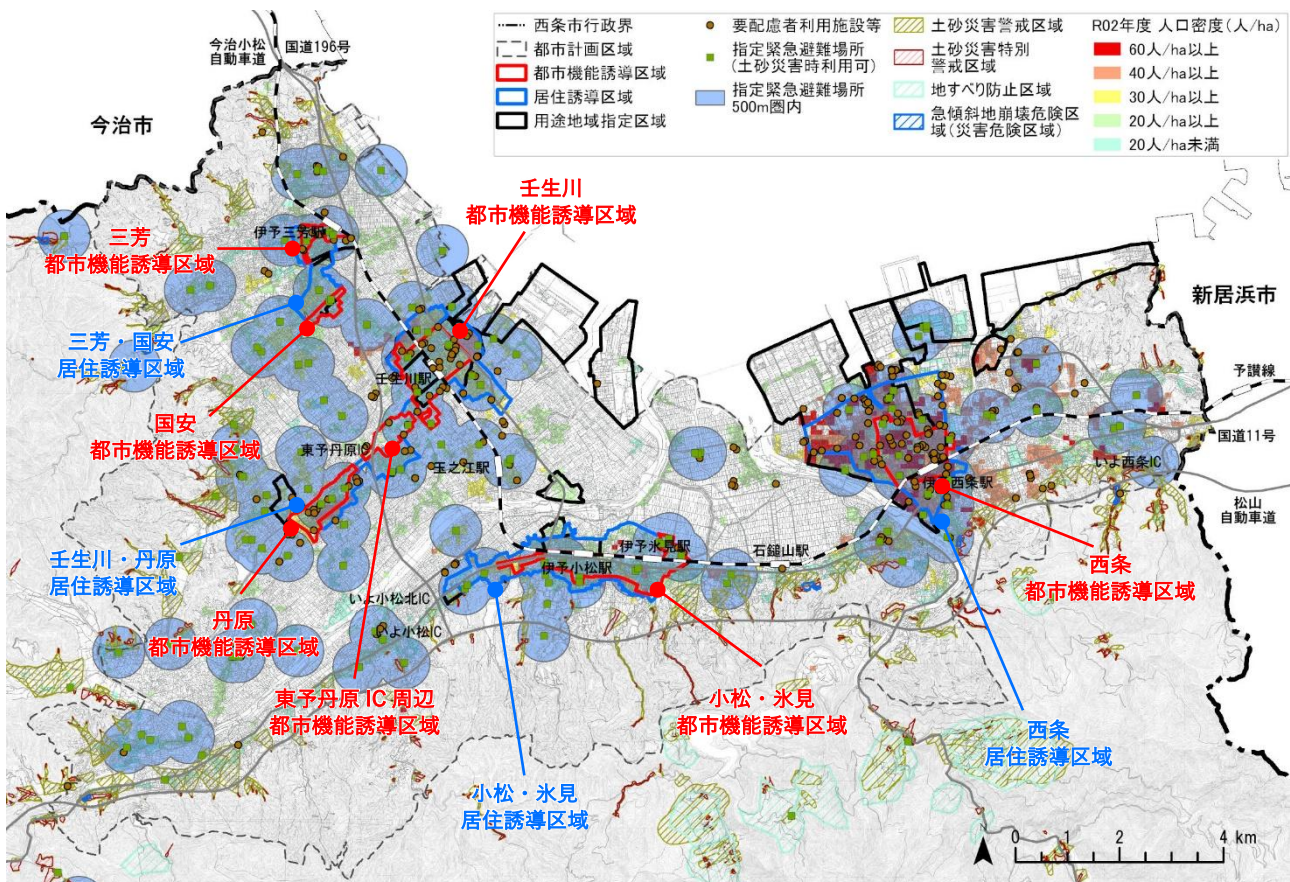 西条市行政界
都市計画区域
都市機能誘導区域
居住誘導区域
用途地域指定区域
要配慮者利用施設等
指定緊急避難場所
(土砂災害時利用可)
指定緊急避難場所
500m圏内
土砂災害警戒区域
土砂災害特別
警戒区域
地すべり防止区域
急傾斜地崩壊危険区
域(災害危険区域)
R02年度 人口密度(人/ha)
60人/ha以上
40人/ha以上
30人/ha以上
20人/ha以上
20人/ha未満
今治小松
自動車道
国道196号
今治市
壬生川
都市機能誘導区域
三芳
都市機能誘導区域
伊予三芳駅
三芳・国安
居住誘導区域
国安
都市機能誘導区域
壬生川駅
新居浜市
予讃線
国道11号
いよ西条IC
松山
自動車道
東予丹原IC
玉之江駅
伊予西条駅
壬生川・丹原
居住誘導区域
丹原
都市機能誘導区域
伊予氷見駅
石鎚山駅
伊予小松駅
いよ小松北IC
いよ小松IC
西条
都市機能誘導区域
東予丹原IC周辺
都市機能誘導区域
小松・氷見
都市機能誘導区域
西条
居住誘導区域
小松・氷見
居住誘導区域
0 1 2 4 km